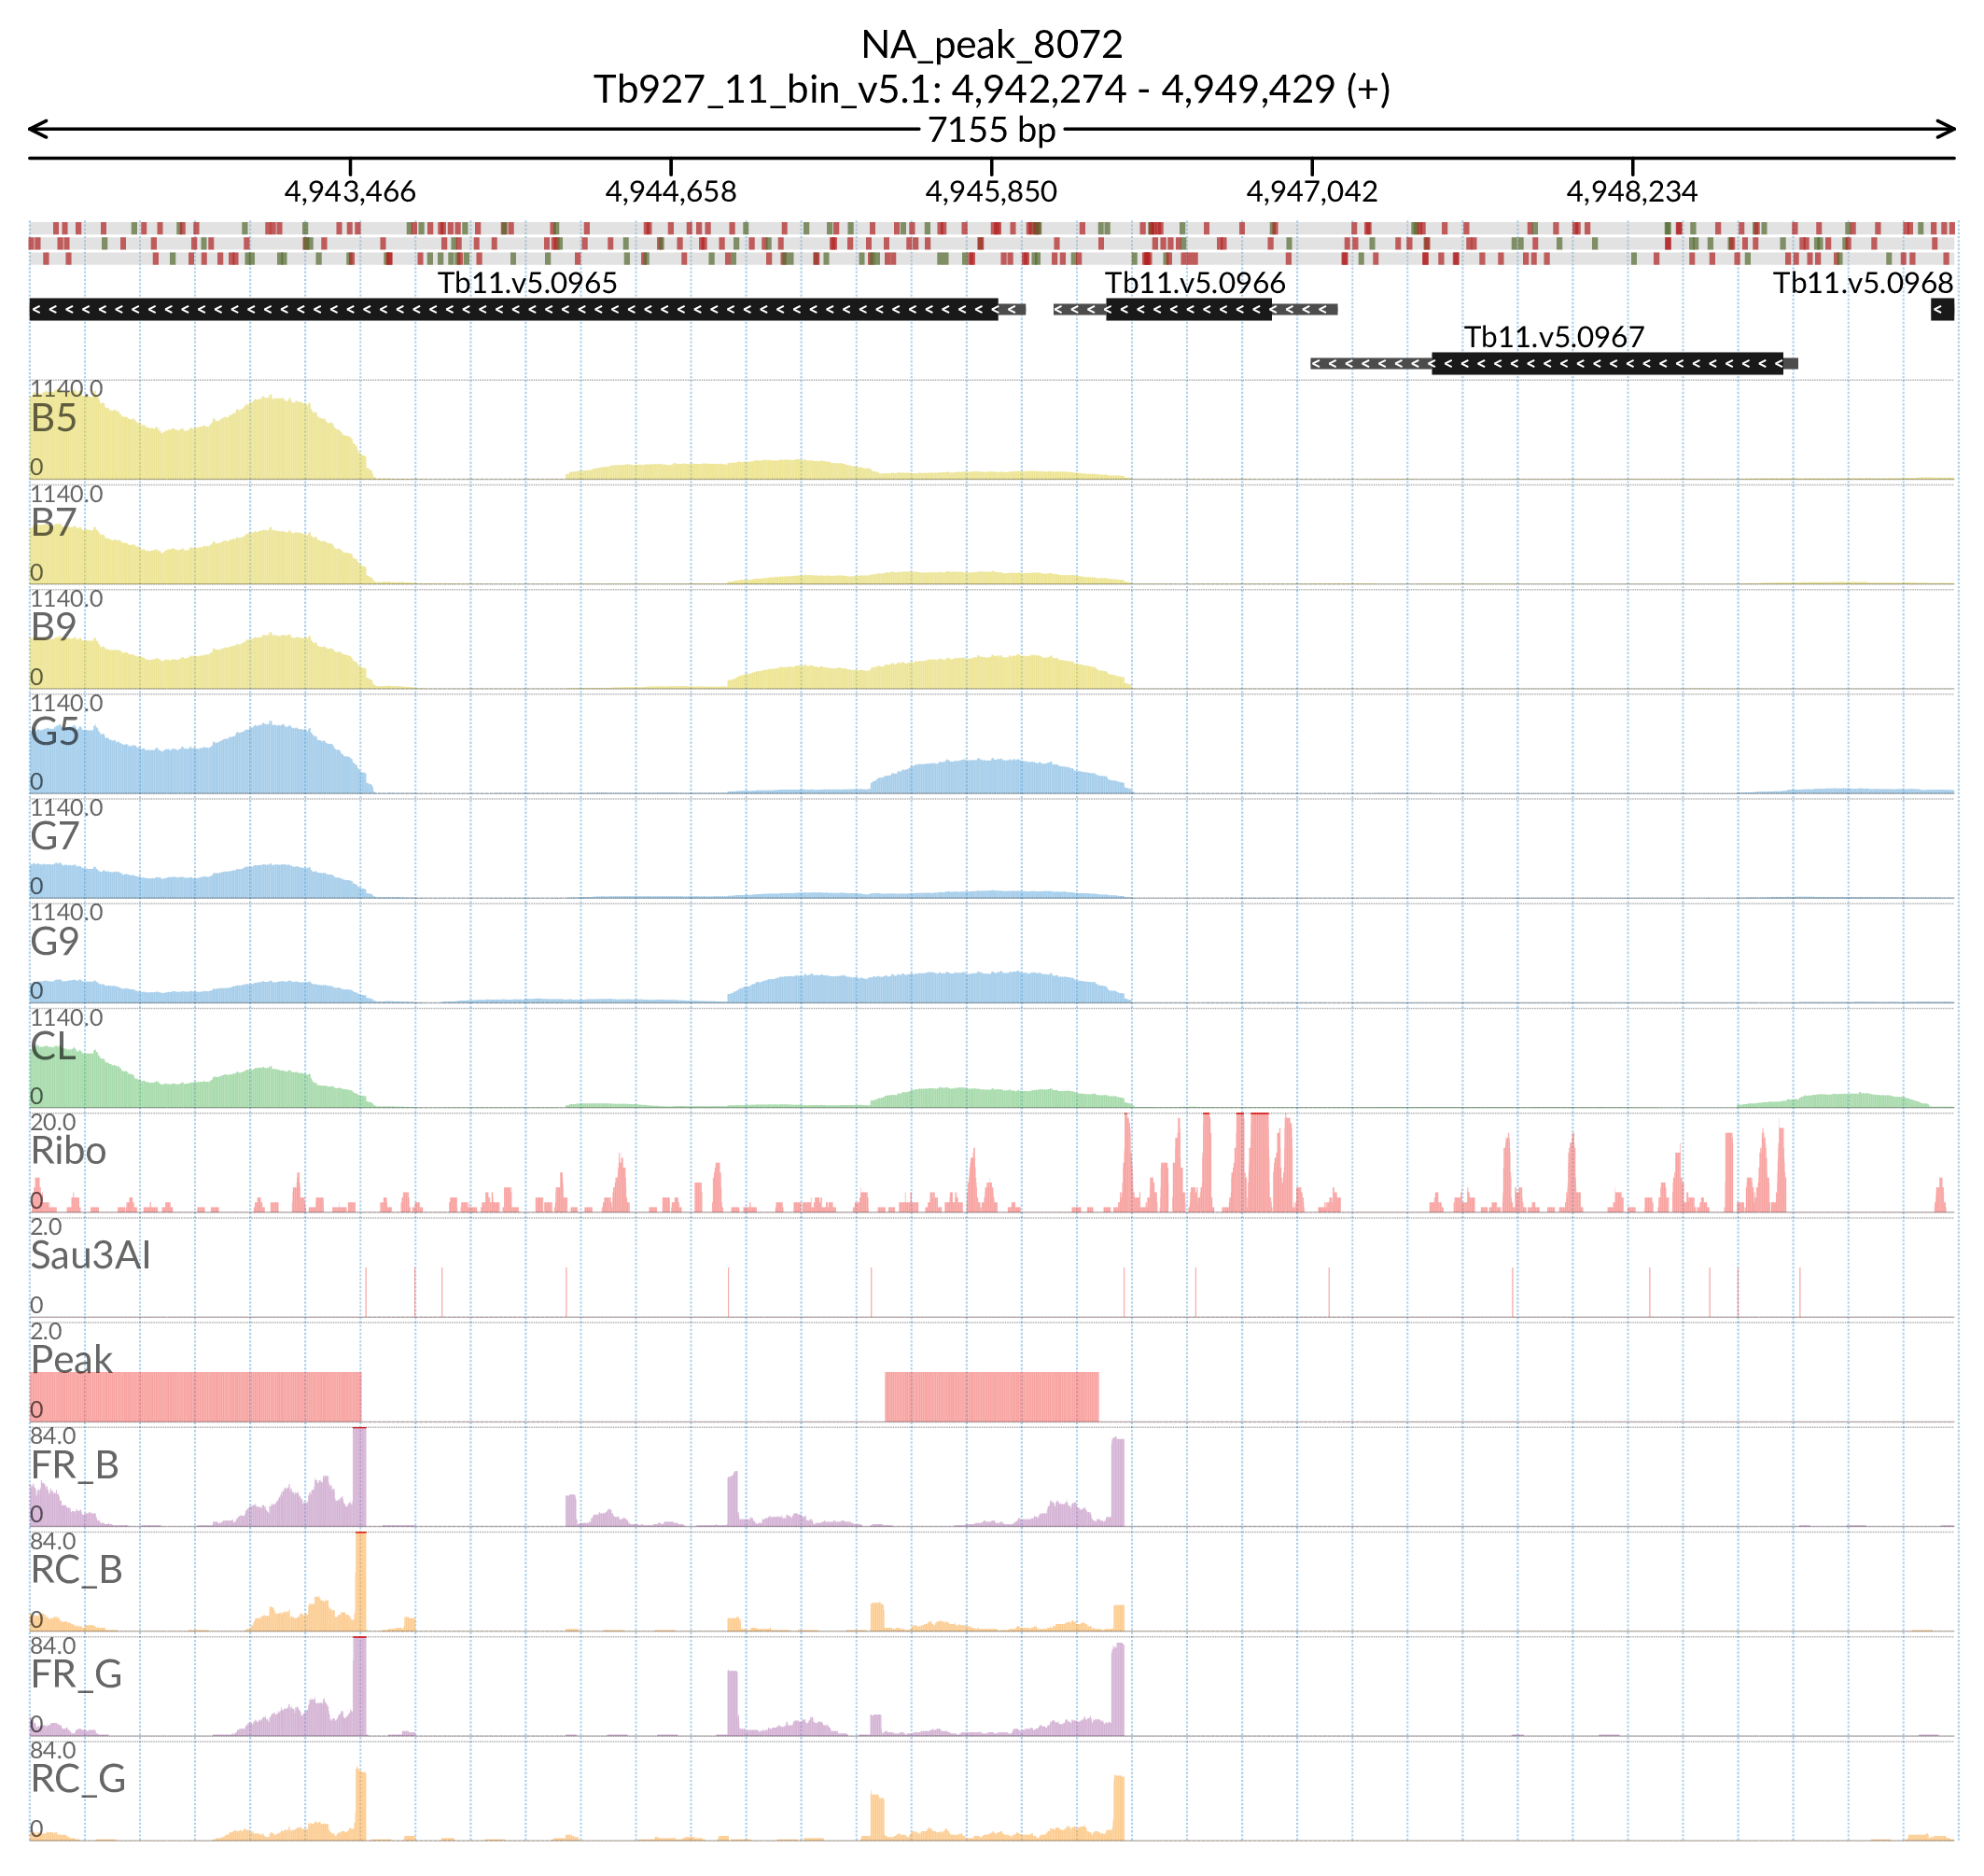 NA_peak_8072
Tb927_11_bin_v5.1: 4,942,274 - 4,949,429 (+)
7155 bp
4,943,466 4,944,658 4,945,850 4,947,042 4,948,234
Tb11.v5.0965 Tb11.v5.0966 Tb11.v5.0968
Tb11.v5.0967
1140.0
B5
0
1140.0
B7
0
1140.0
B9
0
1140.0
G5
0
1140.0
G7
0
1140.0
G9
0
1140.0
CL
0
20.0
Ribo
0
2.0
Sau3AI
0
2.0
Peak
0
84.0
FR_B
0
84.0
RC_B
0
84.0
FR_G
0
84.0
RC_G
0